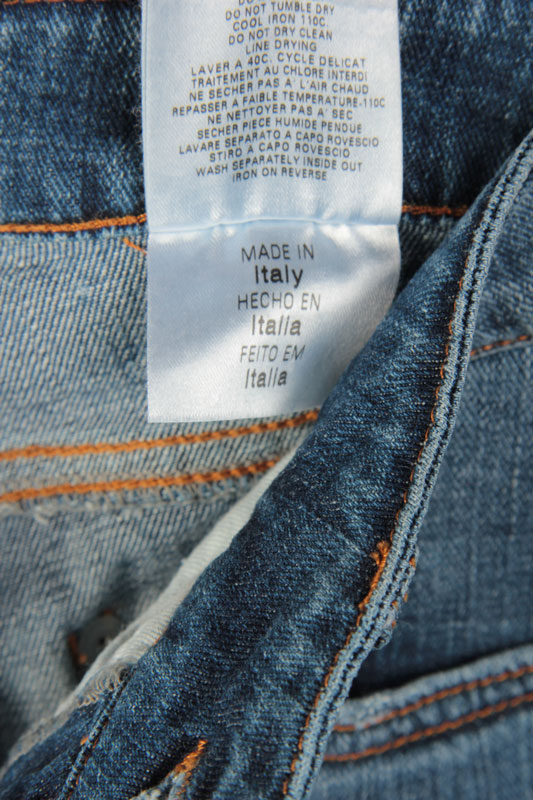 DO NOT TUMBLE DRY
COOL IRON 110C.
DO NOT DRY CLEAN
LINE DRYING
LAVER A 40C. CYCLE DELICAT
TRAITEMENT AU CHLORE INTERDI
NE SECHER PAS A' L'AIR CHAUD
REPASSER A FAIBLE TEMPERATURE-110C
NE NETTOYER PAS A' SEC
SECHER PIECE HUMIDE PENDUE
LAVARE SEPARATO A CAPO ROVESCIO
STIRO A CAPO ROVESCIO
WASH SEPARATELY INSIDE OUT
IRON ON REVERSE
MADE IN
Italy
HECHO EN
Italia
FEITO EM
Italia